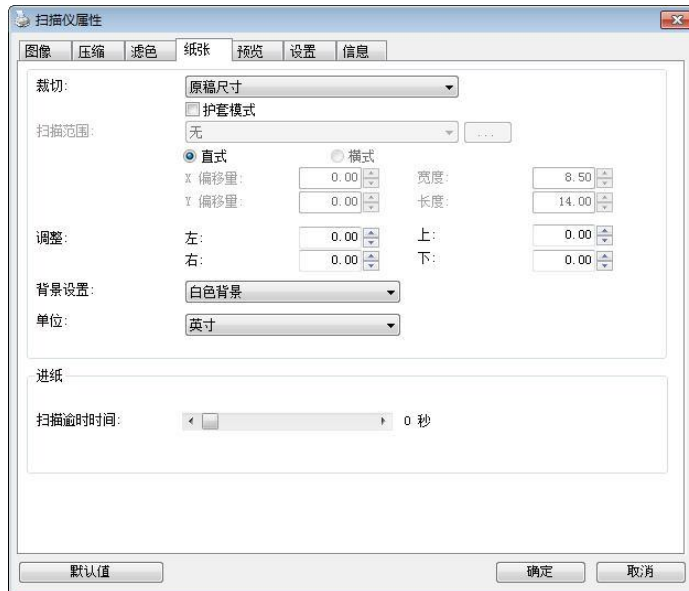 扫描仪属性
图像 压缩 滤色 纸张 预览 设置 信息
裁切: 原稿尺寸
护套模式
扫描范围: 无 ...
直式 横式
X 偏移量: 0.00 宽度: 8.50
Y 偏移量: 0.00 长度: 14.00
调整: 左: 0.00 上: 0.00
右: 0.00 下: 0.00
背景设置: 白色背景
单位: 英寸
进纸
扫描逾时时间: 0 秒
默认值 确定 取消